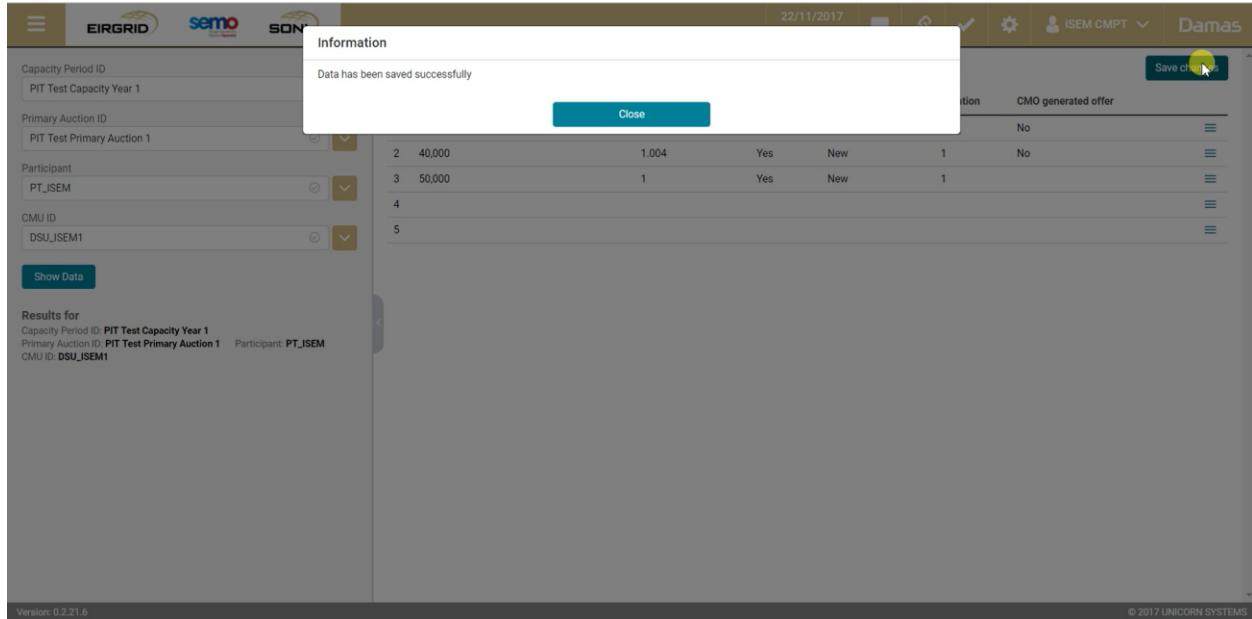 EIRGRID
semo
SON
22/11/2017
iSEM CMPT
Damas
Information
Data has been saved successfully
Close
Capacity Period ID
PIT Test Capacity Year 1
Primary Auction ID
PIT Test Primary Auction 1
Participant
PT_ISEM
CMU ID
DSU_ISEM1
Show Data
Results for
Capacity Period ID: PIT Test Capacity Year 1
Primary Auction ID: PIT Test Primary Auction 1 Participant: PT_ISEM
CMU ID: DSU_ISEM1
Save
CMO generated offer
No
2 40,000 1.004 Yes New 1 No
3 50,000 1 Yes New 1
4
5
Version: 0.2.21.6
© 2017 UNICORN SYSTEMS